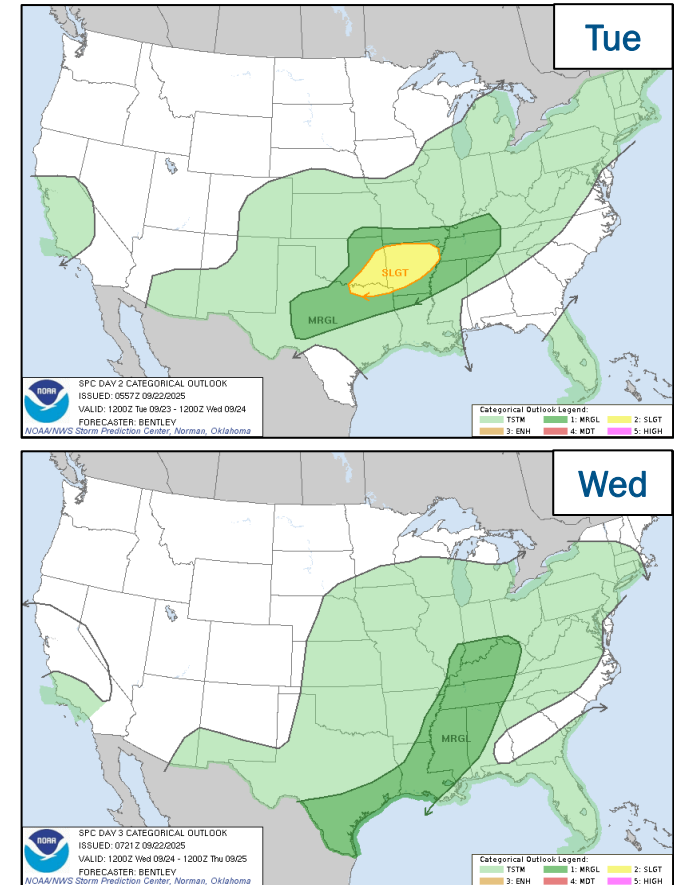 Tue
SLGT
MRGL
NOAA
SPC DAY 2 CATEGORICAL OUTLOOK
ISSUED: 0557Z 09/22/2025
VALID: 1200Z Tue 09/23 - 1200Z Wed 09/24
FORECASTER: BENTLEY
NOAA/NWS Storm Prediction Center, Norman, Oklahoma
Categorical Outlook Legend:
TSTM 1: MRGL 2: SLGT
3: ENH 4: MDT 5: HIGH
Wed
MRGL
NOAA
SPC DAY 3 CATEGORICAL OUTLOOK
ISSUED: 0721Z 09/22/2025
VALID: 1200Z Wed 09/24 - 1200Z Thu 09/25
FORECASTER: BENTLEY
NOAA/NWS Storm Prediction Center, Norman, Oklahoma
Categorical Outlook Legend:
TSTM 1: MRGL 2: SLGT
3: ENH 4: MDT 5: HIGH